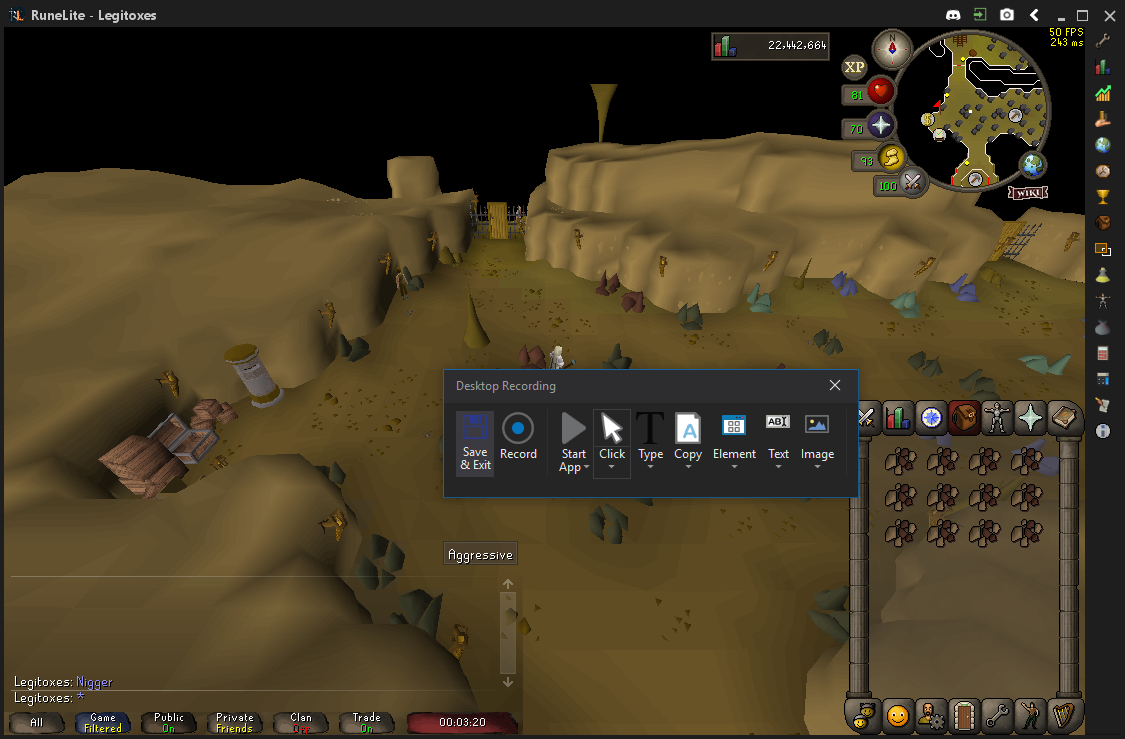 RuneLite - Legitoxes
50 FPS
243 ms
22,442,664
N
XP
81
70
93
100
WIKI
Desktop Recording
Save & Exit
Record
Start App
Click
Type
Copy
Element
Text
Image
A
ABI
Aggressive
Legitoxes: Nigger
Legitoxes: *
All
Game
Filtered
Public
On
Private
Friends
Clan
Off
Trade
On
00:03:20